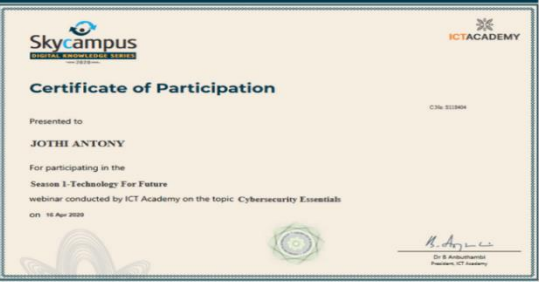 Skycampus
DIGITAL KNOWLEDGE SERIES
2020
ICTACADEMY
Certificate of Participation
Presented to
JOTHI ANTONY
For participating in the
Season 1-Technology For Future
webinar conducted by ICT Academy on the topic Cybersecurity Essentials
on 16 Apr 2020
Dr B Anbuthambi
President, ICT Academy